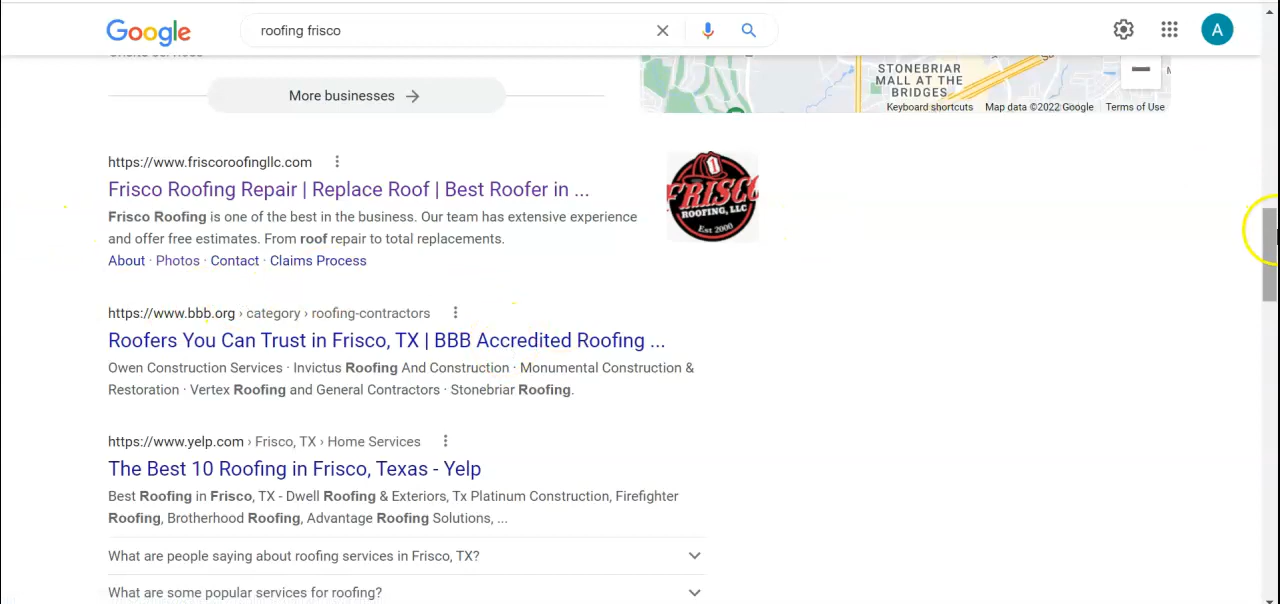 Google
roofing frisco
A
STONEBRIAR
MALL AT THE
BRIDGES
More businesses →
Keyboard shortcuts Map data ©2022 Google Terms of Use
https://www.friscoroofingllc.com
Frisco Roofing Repair | Replace Roof | Best Roofer in ...
Frisco Roofing is one of the best in the business. Our team has extensive experience
and offer free estimates. From roof repair to total replacements.
About · Photos · Contact · Claims Process
FRISCO
ROOFING, LLC
Est 2000
https://www.bbb.org › category › roofing-contractors
Roofers You Can Trust in Frisco, TX | BBB Accredited Roofing ...
Owen Construction Services · Invictus Roofing And Construction · Monumental Construction &
Restoration · Vertex Roofing and General Contractors · Stonebriar Roofing.
https://www.yelp.com › Frisco, TX › Home Services
The Best 10 Roofing in Frisco, Texas - Yelp
Best Roofing in Frisco, TX - Dwell Roofing & Exteriors, Tx Platinum Construction, Firefighter
Roofing, Brotherhood Roofing, Advantage Roofing Solutions, ...
What are people saying about roofing services in Frisco, TX?
What are some popular services for roofing?